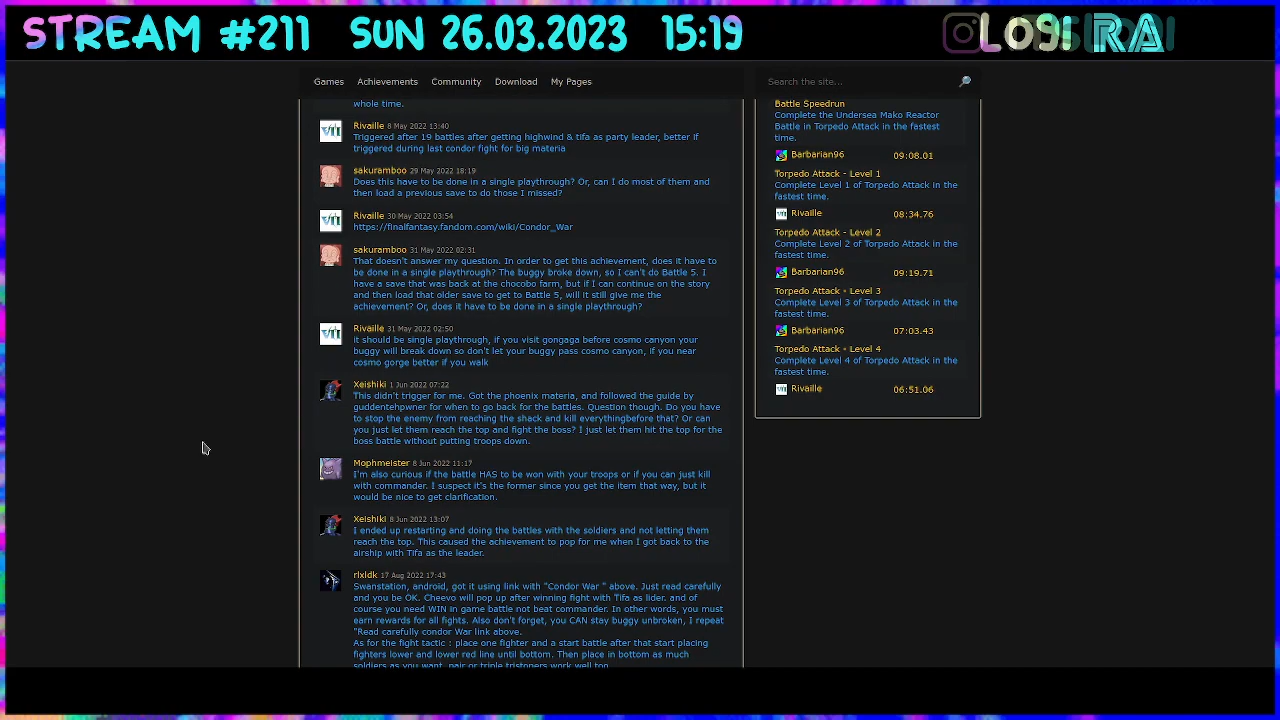 STREAM #211 SUN 26.03.2023 15:19
Games Achievements Community Download My Pages
Search the site...
whole time.
Rivaille 8 May 2022 13:40
Triggered after 19 battles after getting highwind & tifa as party leader, better if
triggered during last condor fight for big materia
sakuramboo 29 May 2022 18:19
Does this have to be done in a single playthrough? Or, can I do most of them and
then load a previous save to do those I missed?
Rivaille 30 May 2022 03:54
https://finalfantasy.fandom.com/wiki/Condor_War
sakuramboo 31 May 2022 02:31
That doesn't answer my question. In order to get this achievement, does it have to
be done in a single playthrough? The buggy broke down, so I can't do Battle 5. I
have a save that was back at the chocobo farm, but if I can continue on the story
and then load that older save to get to Battle 5, will it still give me the
achievement? Or, does it have to be done in a single playthrough?
Rivaille 31 May 2022 02:50
it should be single playthrough, if you visit gongaga before cosmo canyon your
buggy will break down so don't let your buggy pass cosmo canyon, if you near
cosmo gorge better if you walk
Xeishiki 1 Jun 2022 07:22
This didn't trigger for me. Got the phoenix materia, and followed the guide by
guddentehpwner for when to go back for the battles. Question though. Do you have
to stop the enemy from reaching the shack and kill everythingbefore that? Or can
you just let them reach the top and fight the boss? I just let them hit the top for the
boss battle without putting troops down.
Mophmeister 8 Jun 2022 11:17
I'm also curious if the battle HAS to be won with your troops or if you can just kill
with commander. I suspect it's the former since you get the item that way, but it
would be nice to get clarification.
Xeishiki 8 Jun 2022 13:07
I ended up restarting and doing the battles with the soldiers and not letting them
reach the top. This caused the achievement to pop for me when I got back to the
airship with Tifa as the leader.
rlxldk 17 Aug 2022 17:43
Swanstation, android, got it using link with "Condor War " above. Just read carefully
and you be OK. Cheevo will pop up after winning fight with Tifa as lider. and of
course you need WIN in game battle not beat commander. In other words, you must
earn rewards for all fights. Also don't forget, you CAN stay buggy unbroken, I repeat
"Read carefully condor War link above.
As for the fight tactic : place one fighter and a start battle after that start placing
fighters lower and lower red line until bottom. Then place in bottom as much
soldiers as you want, pair or triple tristoners work well too
Battle Speedrun
Complete the Undersea Mako Reactor
Battle in Torpedo Attack in the fastest
time.
Barbarian96 09:08.01
Torpedo Attack - Level 1
Complete Level 1 of Torpedo Attack in the
fastest time.
Rivaille 08:34.76
Torpedo Attack - Level 2
Complete Level 2 of Torpedo Attack in the
fastest time.
Barbarian96 09:19.71
Torpedo Attack - Level 3
Complete Level 3 of Torpedo Attack in the
fastest time.
Barbarian96 07:03.43
Torpedo Attack - Level 4
Complete Level 4 of Torpedo Attack in the
fastest time.
Rivaille 06:51.06